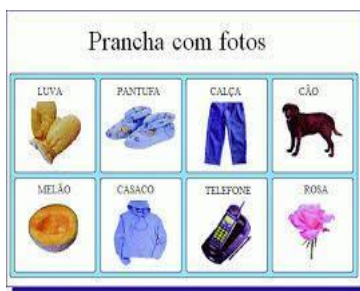 Prancha com fotos
LUVA PANTUFA CALÇA CÃO
MELÃO CASACO TELEFONE ROSA